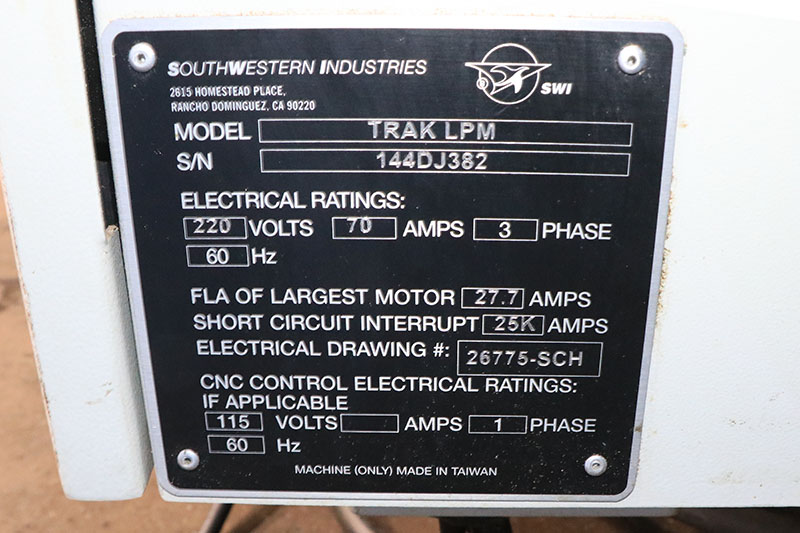 SOUTHWESTERN INDUSTRIES
2615 HOMESTEAD PLACE,
RANCHO DOMINGUEZ, CA 90220
SWI
MODEL TRAK LPM
S/N 144DJ382
ELECTRICAL RATINGS:
220 VOLTS 70 AMPS 3 PHASE
60 Hz
FLA OF LARGEST MOTOR 27.7 AMPS
SHORT CIRCUIT INTERRUPT 25K AMPS
ELECTRICAL DRAWING #: 26775-SCH
CNC CONTROL ELECTRICAL RATINGS:
IF APPLICABLE
115 VOLTS AMPS 1 PHASE
60 Hz
MACHINE (ONLY) MADE IN TAIWAN